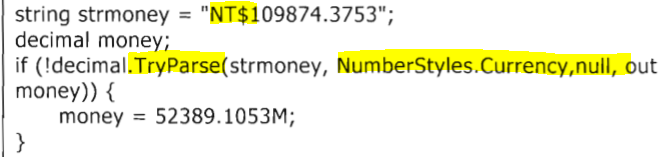 string strmoney = "NT$109874.3753";
decimal money;
if (!decimal.TryParse(strmoney, NumberStyles.Currency,null, out
money)) {
money = 52389.1053M;
}